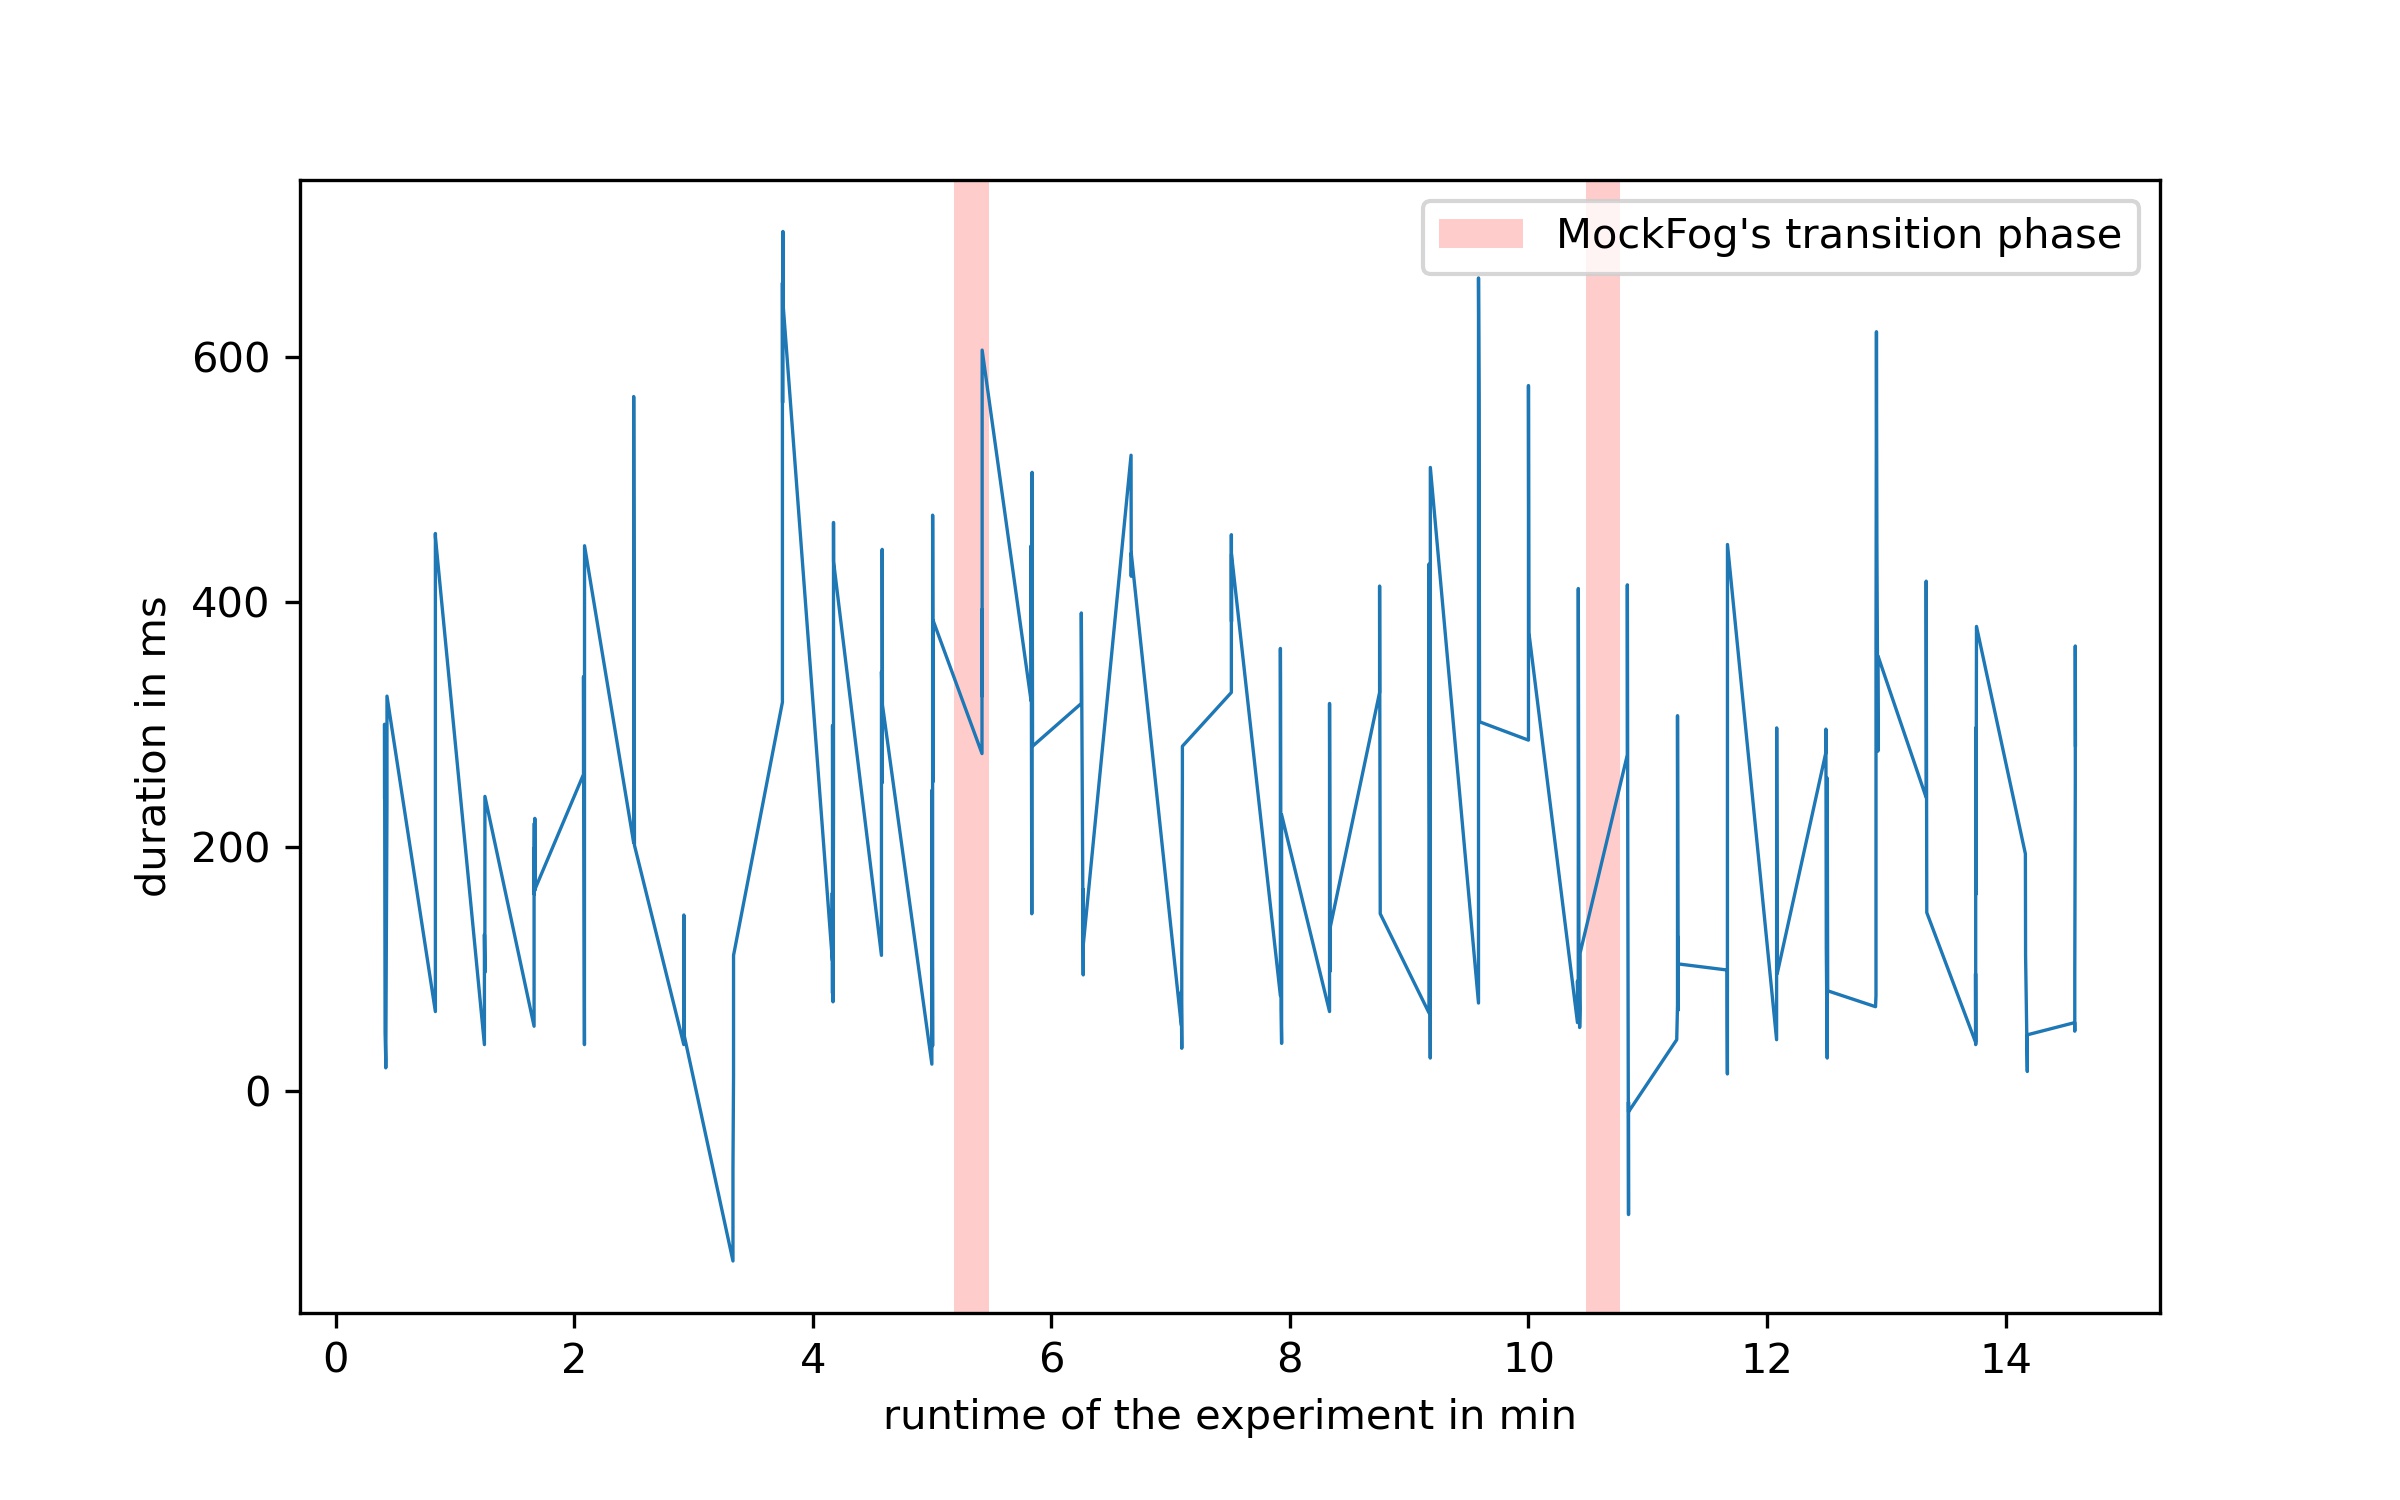 MockFog's transition phase
600
400
200
0
duration in ms
0 2 4 6 8 10 12 14
runtime of the experiment in min